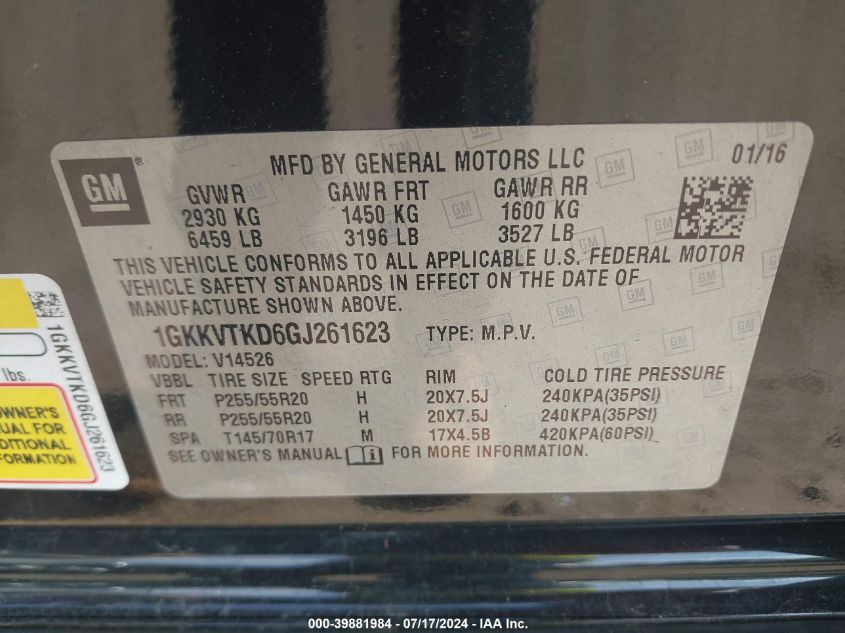 GM
MFD BY GENERAL MOTORS LLC 01/16
GVWR GAWR FRT GAWR RR
2930 KG 1450 KG 1600 KG
6459 LB 3196 LB 3527 LB
THIS VEHICLE CONFORMS TO ALL APPLICABLE U.S. FEDERAL MOTOR
VEHICLE SAFETY STANDARDS IN EFFECT ON THE DATE OF
MANUFACTURE SHOWN ABOVE.
1GKKVTKD6GJ261623 TYPE: M.P.V.
MODEL: V14526
VBBL TIRE SIZE SPEED RTG RIM COLD TIRE PRESSURE
FRT P255/55R20 H 20X7.5J 240KPA(35PSI)
RR P255/55R20 H 20X7.5J 240KPA(35PSI)
SPA T145/70R17 M 17X4.5B 420KPA(60PSI)
SEE OWNER'S MANUAL FOR MORE INFORMATION.
1GKKVTKD6GJ261623
lbs.
OWNER'S
MANUAL FOR
INFORMATION
000-39881984 - 07/17/2024 - IAA Inc.